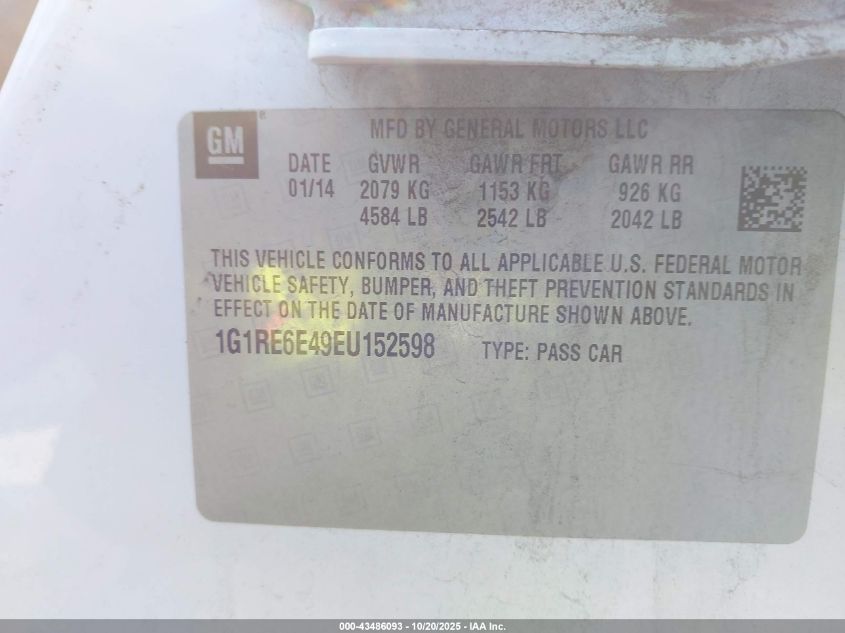 GM ®
MFD BY GENERAL MOTORS LLC
DATE GVWR GAWR FRT GAWR RR
01/14 2079 KG 1153 KG 926 KG
4584 LB 2542 LB 2042 LB
THIS VEHICLE CONFORMS TO ALL APPLICABLE U.S. FEDERAL MOTOR
VEHICLE SAFETY, BUMPER, AND THEFT PREVENTION STANDARDS IN
EFFECT ON THE DATE OF MANUFACTURE SHOWN ABOVE.
1G1RE6E49EU152598 TYPE: PASS CAR
000-43486093 - 10/20/2025 - IAA Inc.